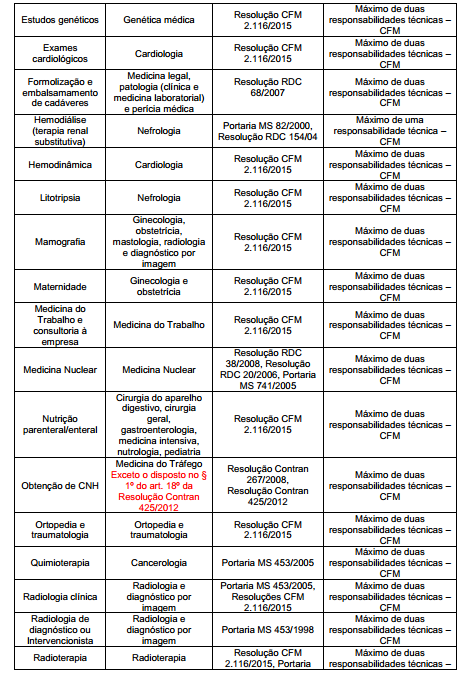 Estudos genéticos Genética médica Resolução CFM 2.116/2015 Máximo de duas responsabilidades técnicas – CFM
Exames cardiológicos Cardiologia Resolução CFM 2.116/2015 Máximo de duas responsabilidades técnicas – CFM
Formolização e embalsamamento de cadáveres Medicina legal, patologia (clínica e medicina laboratorial) e perícia médica Resolução RDC 68/2007 Máximo de duas responsabilidades técnicas – CFM
Hemodiálise (terapia renal substitutiva) Nefrologia Portaria MS 82/2000, Resolução RDC 154/04 Máximo de uma responsabilidade técnica – CFM
Hemodinâmica Cardiologia Resolução CFM 2.116/2015 Máximo de duas responsabilidades técnicas – CFM
Litotripsia Nefrologia Resolução CFM 2.116/2015 Máximo de duas responsabilidades técnicas – CFM
Mamografia Ginecologia, obstetrícia, mastologia, radiologia e diagnóstico por imagem Resolução CFM 2.116/2015 Máximo de duas responsabilidades técnicas – CFM
Maternidade Ginecologia e obstetrícia Resolução CFM 2.116/2015 Máximo de duas responsabilidades técnicas – CFM
Medicina do Trabalho e consultoria à empresa Medicina do Trabalho Resolução CFM 2.116/2015 Máximo de duas responsabilidades técnicas – CFM
Medicina Nuclear Medicina Nuclear Resolução RDC 38/2008, Resolução RDC 20/2006, Portaria MS 741/2005 Máximo de duas responsabilidades técnicas – CFM
Nutrição parenteral/enteral Cirurgia do aparelho digestivo, cirurgia geral, gastroenterologia, medicina intensiva, nutrologia, pediatria Resolução CFM 2.116/2015 Máximo de duas responsabilidades técnicas – CFM
Obtenção de CNH Medicina do Tráfego Exceto o disposto no § 1º do art. 18º da Resolução Contran 425/2012 Resolução Contran 267/2008, Resolução Contran 425/2012 Máximo de duas responsabilidades técnicas – CFM
Ortopedia e traumatologia Ortopedia e traumatologia Resolução CFM 2.116/2015 Máximo de duas responsabilidades técnicas – CFM
Quimioterapia Cancerologia Portaria MS 453/2005 Máximo de duas responsabilidades técnicas – CFM
Radiologia clínica Radiologia e diagnóstico por imagem Portaria MS 453/2005, Resoluções CFM 2.116/2015 Máximo de duas responsabilidades técnicas – CFM
Radiologia de diagnóstico ou Intervencionista Radiologia e diagnóstico por imagem Portaria MS 453/1998 Máximo de duas responsabilidades técnicas – CFM
Radioterapia Radioterapia Resolução CFM 2.116/2015, Portaria Máximo de duas responsabilidades técnicas –